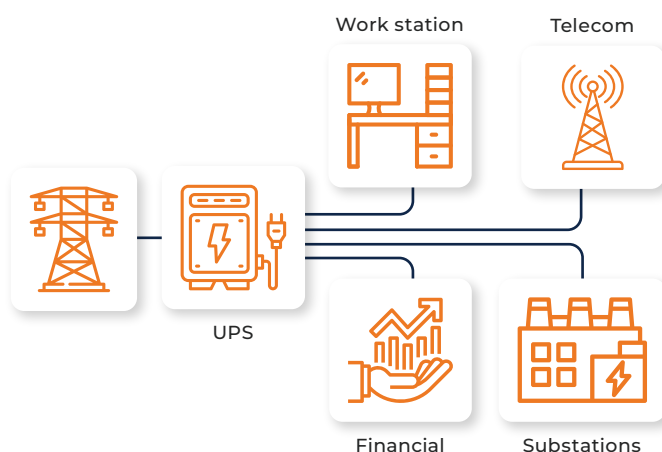 Work station
Telecom
UPS
Financial
Substations